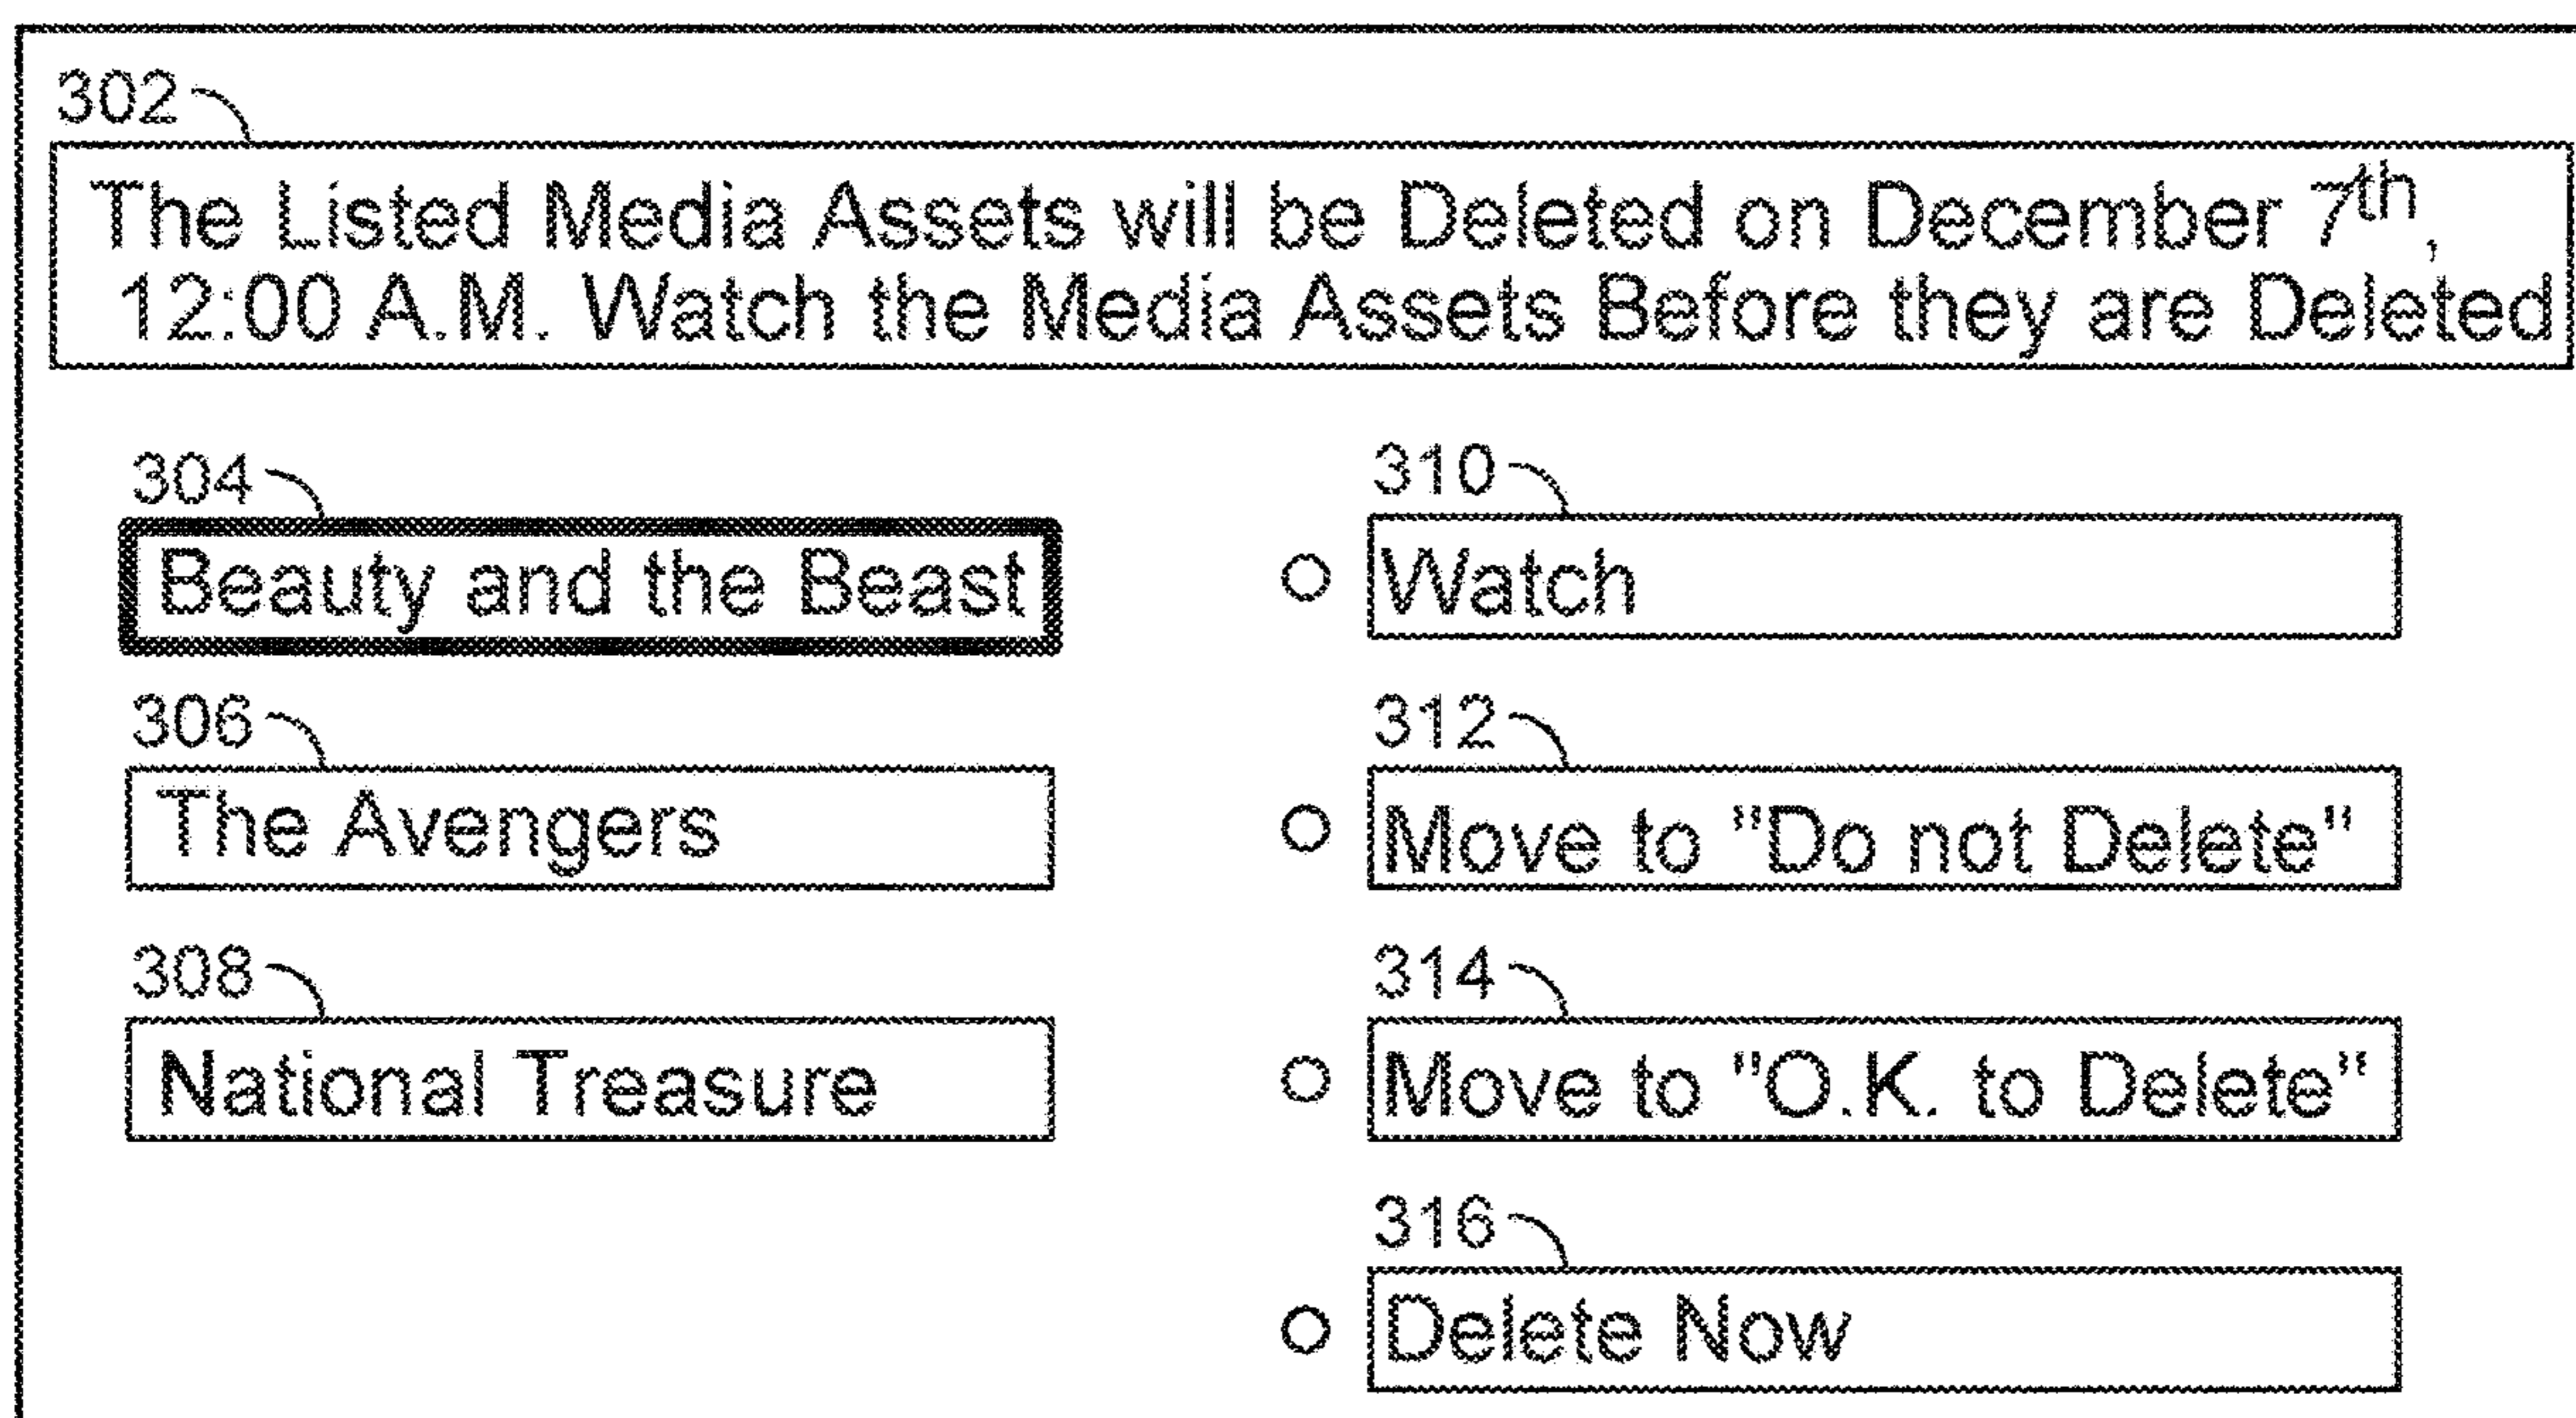 302
The Listed Media Assets will be Deleted on December 7th,
12:00 A.M. Watch the Media Assets Before they are Deleted
304
Beauty and the Beast
306
The Avengers
308
National Treasure
310
Watch
312
Move to "Do not Delete"
314
Move to "O.K. to Delete"
316
Delete Now